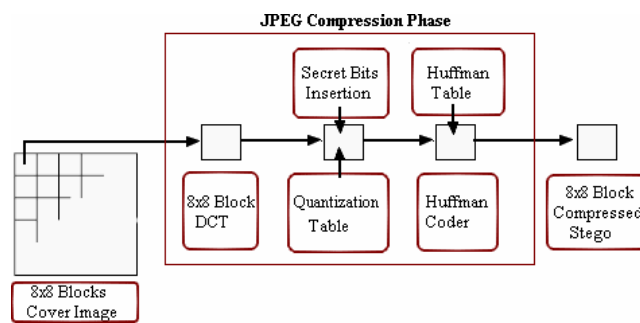 JPEG Compression Phase
Secret Bits
Insertion
Huffman
Table
8x8 Block
DCT
Quantization
Table
Huffman
Coder
8x8 Block
Compressed
Stego
8x8 Blocks
Cover Image